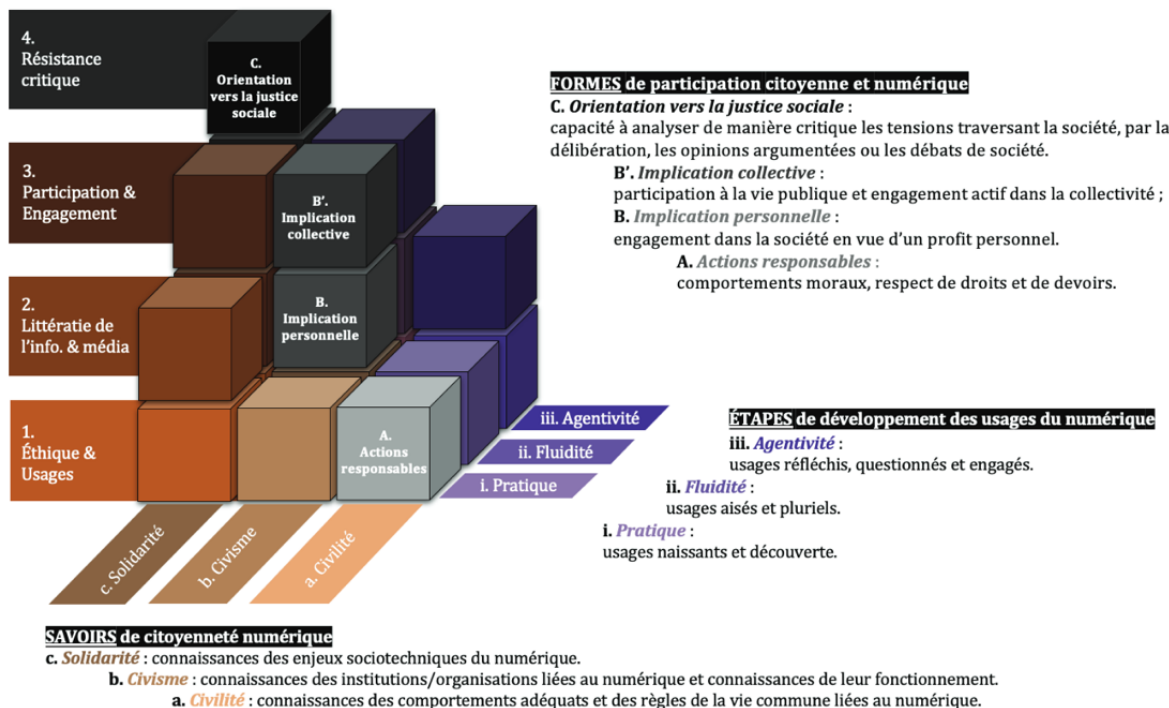 4.
Résistance
critique
C.
Orientation
vers la justice
sociale
3.
Participation &
Engagement
B'.
Implication
collective
2.
Littératie de
l'info. & média
B.
Implication
personnelle
1.
Éthique &
Usages
A.
Actions
responsables
iii. Agentivité
ii. Fluidité
i. Pratique
c. Solidarité
b. Civisme
a. Civilité
FORMES de participation citoyenne et numérique
C. Orientation vers la justice sociale :
capacité à analyser de manière critique les tensions traversant la société, par la
délibération, les opinions argumentées ou les débats de société.
B'. Implication collective :
participation à la vie publique et engagement actif dans la collectivité ;
B. Implication personnelle :
engagement dans la société en vue d'un profit personnel.
A. Actions responsables :
comportements moraux, respect de droits et de devoirs.
ÉTAPES de développement des usages du numérique
iii. Agentivité :
usages réfléchis, questionnés et engagés.
ii. Fluidité :
usages aisés et pluriels.
i. Pratique :
usages naissants et découverte.
SAVOIRS de citoyenneté numérique
c. Solidarité : connaissances des enjeux sociotechniques du numérique.
b. Civisme : connaissances des institutions/organisations liées au numérique et connaissances de leur fonctionnement.
a. Civilité : connaissances des comportements adéquats et des règles de la vie commune liées au numérique.